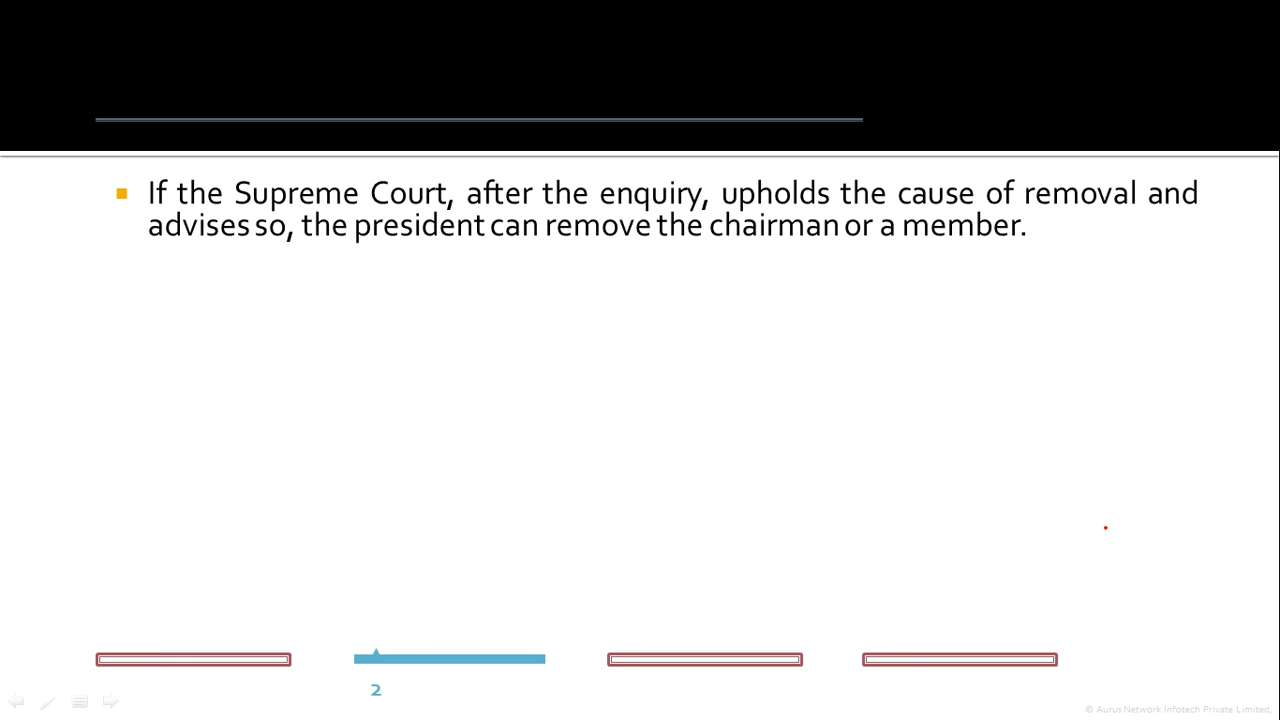 If the Supreme Court, after the enquiry, upholds the cause of removal and
advises so, the president can remove the chairman or a member.
2
© Aurus Network Infotech Private Limited,